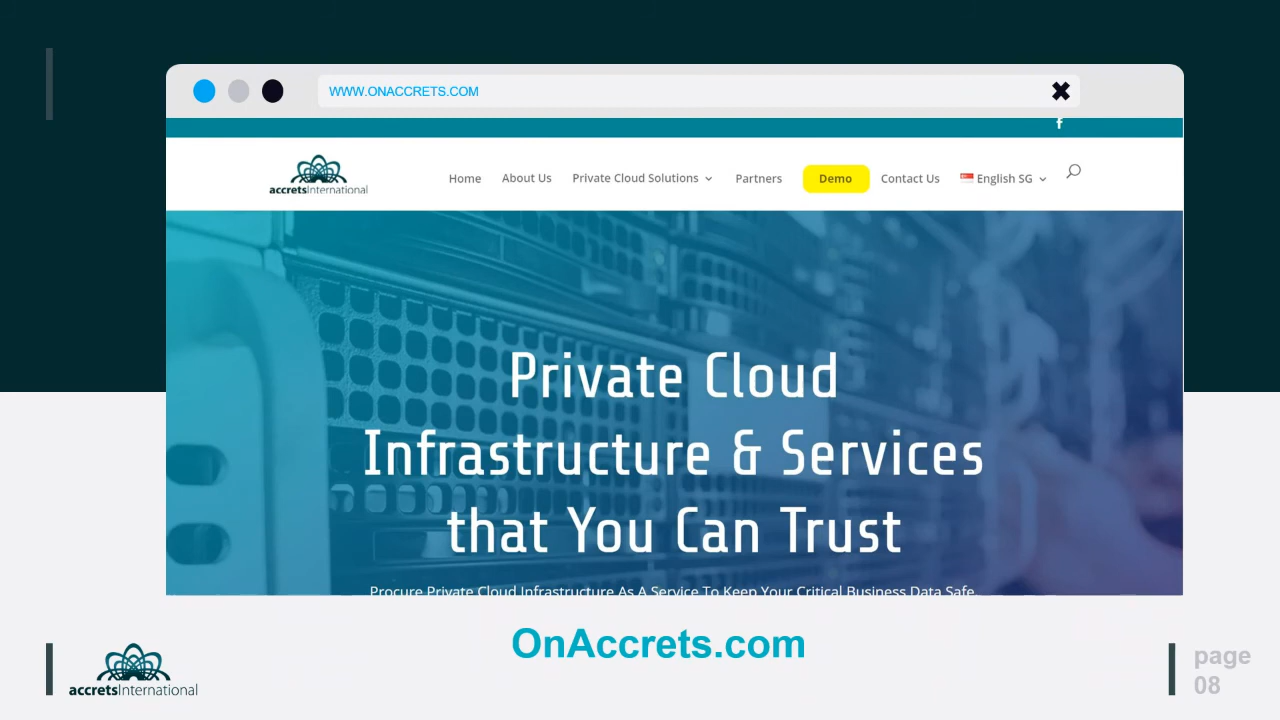 WWW.ONACCRETS.COM
f
accretsInternational
Home
About Us
Private Cloud Solutions
Partners
Demo
Contact Us
English SG
Private Cloud
Infrastructure & Services
that You Can Trust
Procure Private Cloud Infrastructure As A Service To Keep Your Critical Business Data Safe.
OnAccrets.com
accretsInternational
page
08